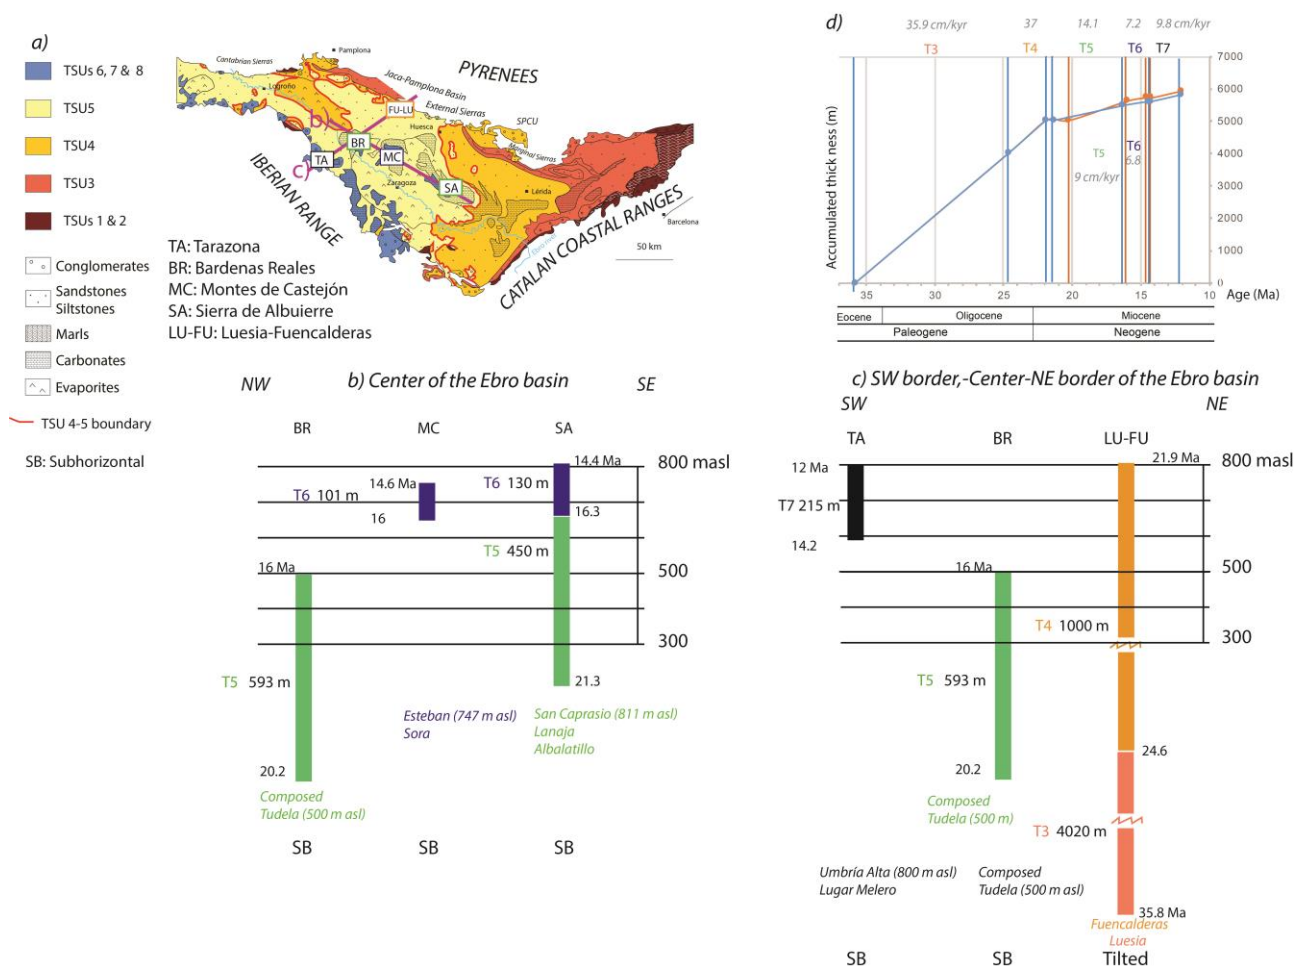 a)
TSUs 6, 7 & 8
TSU5
TSU4
TSU3
TSUs 1 & 2
Conglomerates
Sandstones
Siltstones
Marls
Carbonates
Evaporites
TSU 4-5 boundary
SB: Subhorizontal
Pamplona
Cantabrian Sierras
Logroño
Jaca-Pamplona Basin
PYRENEES
External Sierras
FU-LU
SPCU
Marginal Sierras
b)
Huesca
BR
MC
c)
TA
SA
Zaragoza
Lérida
IBERIAN RANGE
CATALAN COASTAL RANGES
Barcelona
50 km
TA: Tarazona
BR: Bardenas Reales
MC: Montes de Castejón
SA: Sierra de Albuierre
LU-FU: Luesia-Fuencalderas
d)
35.9 cm/kyr
37
14.1
7.2
9.8 cm/kyr
T3
T4
T5
T6
T7
7000
6000
5000
4000
3000
2000
1000
0
Accumulated thick ness (m)
T5
9 cm/kyr
T6
6.8
35
30
25
20
15
10
Age (Ma)
Eocene
Oligocene
Miocene
Paleogene
Neogene
b) Center of the Ebro basin
NW
SE
BR
MC
SA
800 masl
500
300
T6 101 m
14.6 Ma
16
T6 130 m
14.4 Ma
16.3
T5 450 m
21.3
16 Ma
T5 593 m
20.2
Composed
Tudela (500 m asl)
Esteban (747 m asl)
Sora
San Caprasio (811 m asl)
Lanaja
Albalatillo
SB
SB
SB
c) SW border,-Center-NE border of the Ebro basin
SW
NE
TA
BR
LU-FU
800 masl
500
300
12 Ma
T7 215 m
14.2
16 Ma
T5 593 m
20.2
Composed
Tudela (500 m)
21.9 Ma
T4 1000 m
24.6
T3 4020 m
35.8 Ma
Fuencalderas
Luesia
Umbría Alta (800 m asl)
Lugar Melero
Composed
Tudela (500 m asl)
SB
SB
Tilted